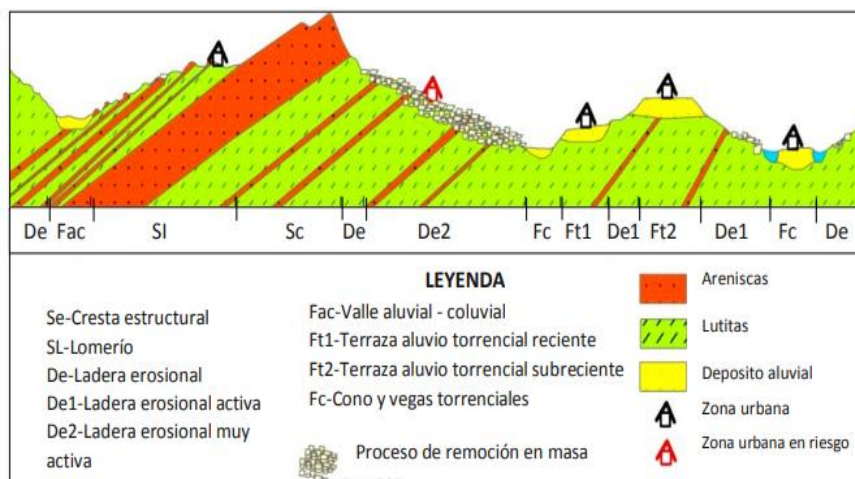 De Fac Sl Sc De De2 Fc Ft1 De1 Ft2 De1 Fc De
LEYENDA
Se-Cresta estructural
SL-Lomerío
De-Ladera erosional
De1-Ladera erosional activa
De2-Ladera erosional muy
activa
Fac-Valle aluvial - coluvial
Ft1-Terraza aluvio torrencial reciente
Ft2-Terraza aluvio torrencial subreciente
Fc-Cono y vegas torrenciales
Proceso de remoción en masa
Areniscas
Lutitas
Deposito aluvial
Zona urbana
Zona urbana en riesgo